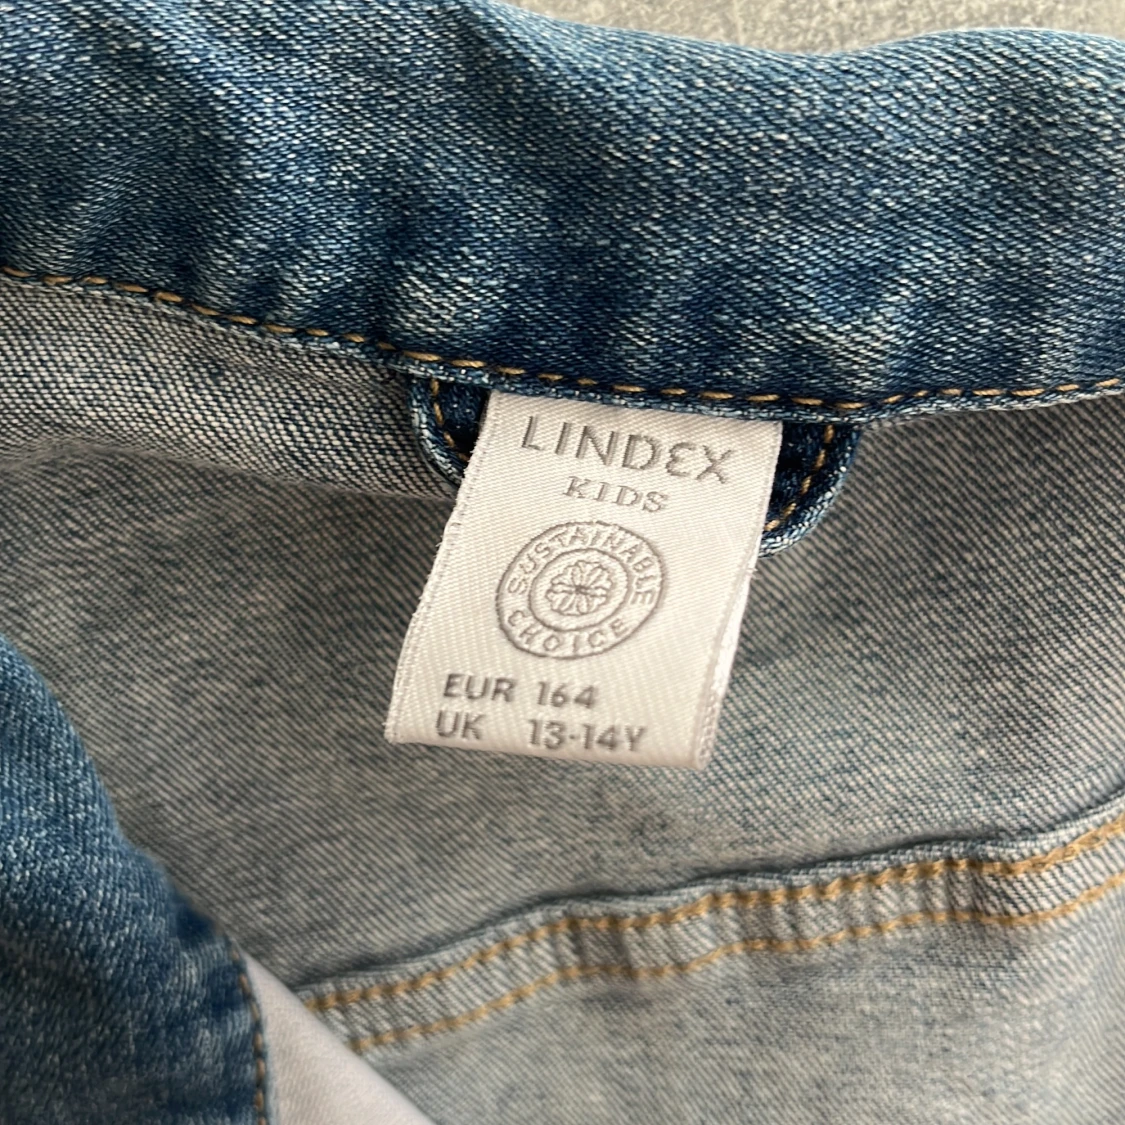 LINDEX
KIDS
SUSTAINABLE
CHOICE
EUR 164
UK 13-14Y